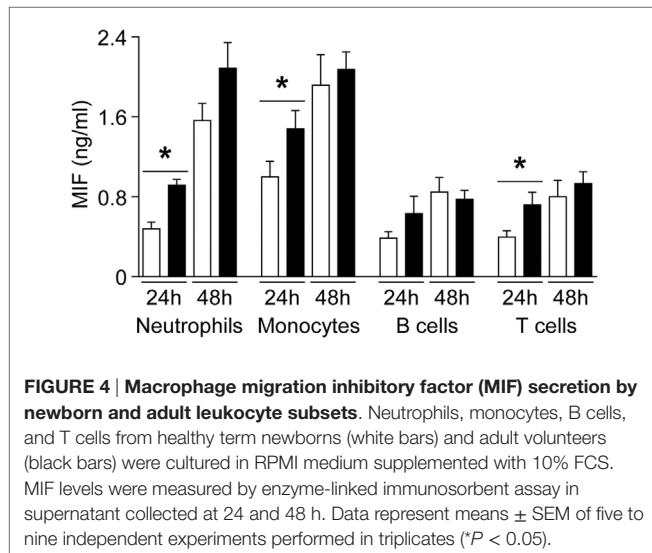 2.4
1.6
0.8
0
MIF (ng/ml)
*
*
*
24h 48h 24h 48h 24h 48h 24h 48h
Neutrophils Monocytes B cells T cells
FIGURE 4 | Macrophage migration inhibitory factor (MIF) secretion by
newborn and adult leukocyte subsets. Neutrophils, monocytes, B cells,
and T cells from healthy term newborns (white bars) and adult volunteers
(black bars) were cultured in RPMI medium supplemented with 10% FCS.
MIF levels were measured by enzyme-linked immunosorbent assay in
supernatant collected at 24 and 48 h. Data represent means ± SEM of five to
nine independent experiments performed in triplicates (*P < 0.05).